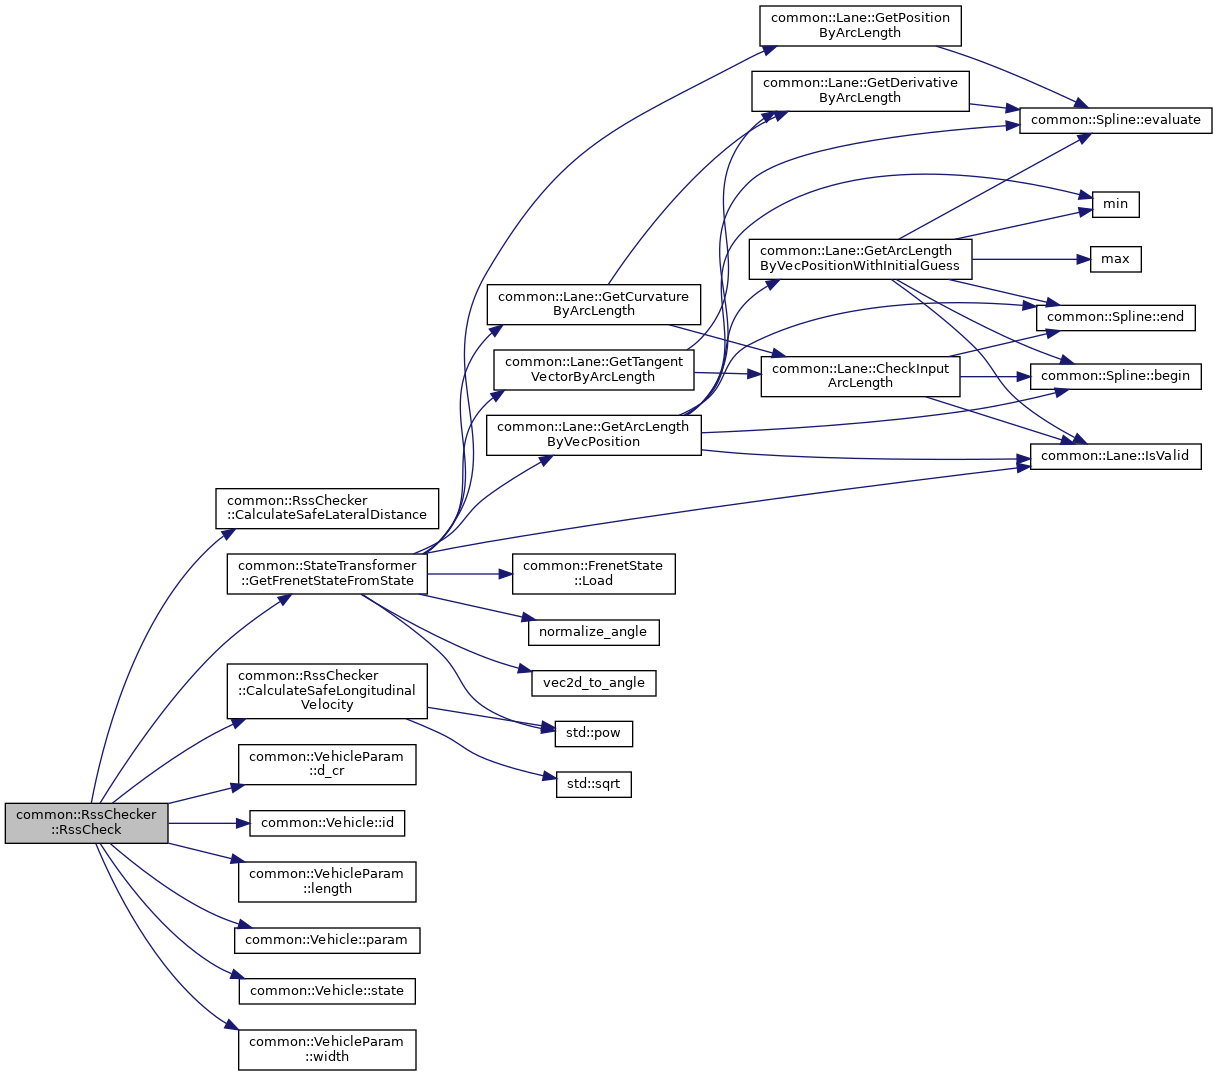 common::Lane::GetPosition
ByArcLength
common::Lane::GetDerivative
ByArcLength
common::Spline::evaluate
min
common::Lane::GetArcLength
ByVecPositionWithInitialGuess
max
common::Lane::GetCurvature
ByArcLength
common::Spline::end
common::Lane::GetTangent
VectorByArcLength
common::Lane::CheckInput
ArcLength
common::Spline::begin
common::Lane::GetArcLength
ByVecPosition
common::Lane::IsValid
common::RssChecker
::CalculateSafeLateralDistance
common::StateTransformer
::GetFrenetStateFromState
common::FrenetState
::Load
normalize_angle
common::RssChecker
::CalculateSafeLongitudinal
Velocity
vec2d_to_angle
std::pow
common::VehicleParam
::d_cr
std::sqrt
common::RssChecker
::RssCheck
common::Vehicle::id
common::VehicleParam
::length
common::Vehicle::param
common::Vehicle::state
common::VehicleParam
::width